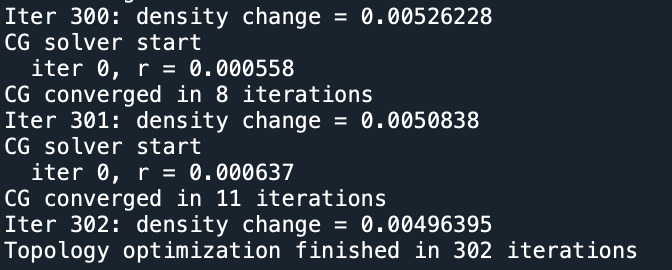 Iter 300: density change = 0.00526228
CG solver start
  iter 0, r = 0.000558
CG converged in 8 iterations
Iter 301: density change = 0.0050838
CG solver start
  iter 0, r = 0.000637
CG converged in 11 iterations
Iter 302: density change = 0.00496395
Topology optimization finished in 302 iterations